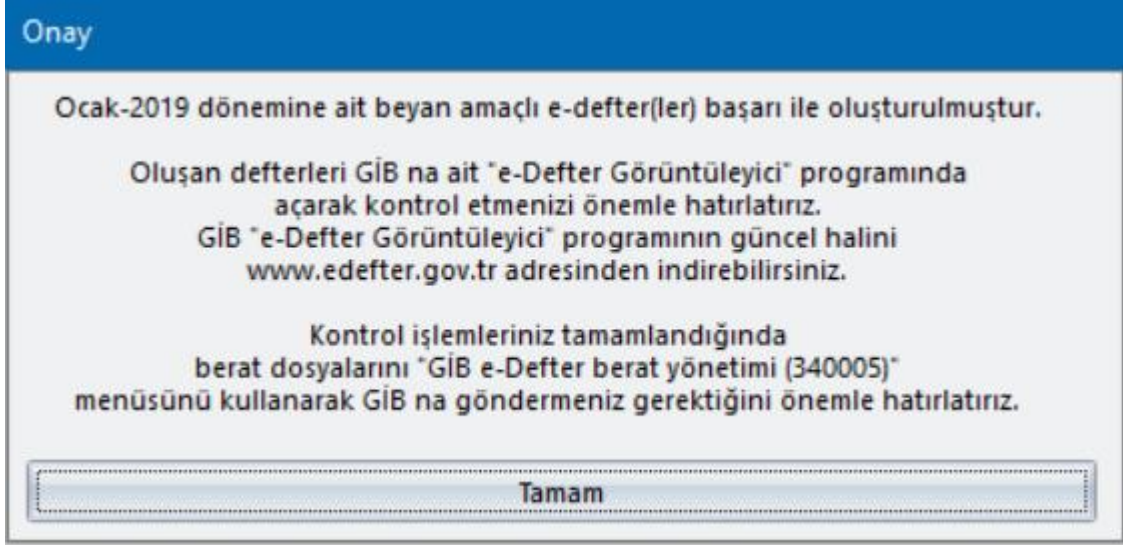 Onay
Ocak-2019 dönemine ait beyan amaçlı e-defter(ler) başarı ile oluşturulmuştur.
Oluşan defterleri GİB na ait "e-Defter Görüntüleyici" programında
açarak kontrol etmenizi önemle hatırlatırız.
GİB "e-Defter Görüntüleyici" programının güncel halini
www.edefter.gov.tr adresinden indirebilirsiniz.
Kontrol işlemleriniz tamamlandığında
berat dosyalarını "GİB e-Defter berat yönetimi (340005)"
menüsünü kullanarak GİB na göndermeniz gerektiğini önemle hatırlatırız.
Tamam